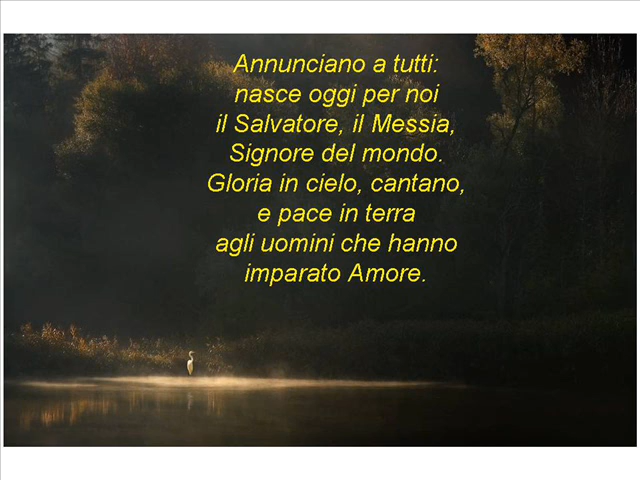 Annunciano a tutti:
nasce oggi per noi
il Salvatore, il Messia,
Signore del mondo.
Gloria in cielo, cantano,
e pace in terra
agli uomini che hanno
imparato Amore.